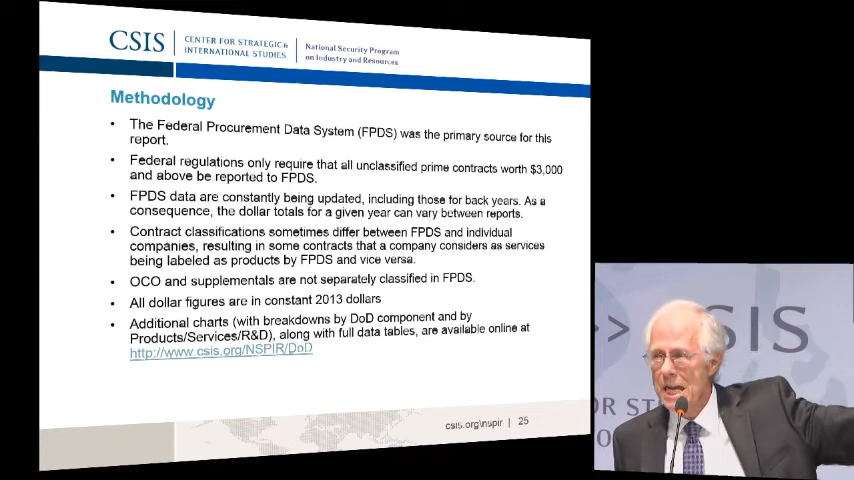 CSIS
CENTER FOR STRATEGIC &
INTERNATIONAL STUDIES
National Security Program
on Industry and Resources
Methodology
• The Federal Procurement Data System (FPDS) was the primary source for this
report.
• Federal regulations only require that all unclassified prime contracts worth $3,000
and above be reported to FPDS.
• FPDS data are constantly being updated, including those for back years. As a
consequence, the dollar totals for a given year can vary between reports.
• Contract classifications sometimes differ between FPDS and individual
companies, resulting in some contracts that a company considers as services
being labeled as products by FPDS and vice versa.
• OCO and supplementals are not separately classified in FPDS.
• All dollar figures are in constant 2013 dollars
• Additional charts (with breakdowns by DoD component and by
Products/Services/R&D), along with full data tables, are available online at
http://www.csis.org/NSPIR/DoD
csis.org\nspir | 25
>> SIS
OR ST